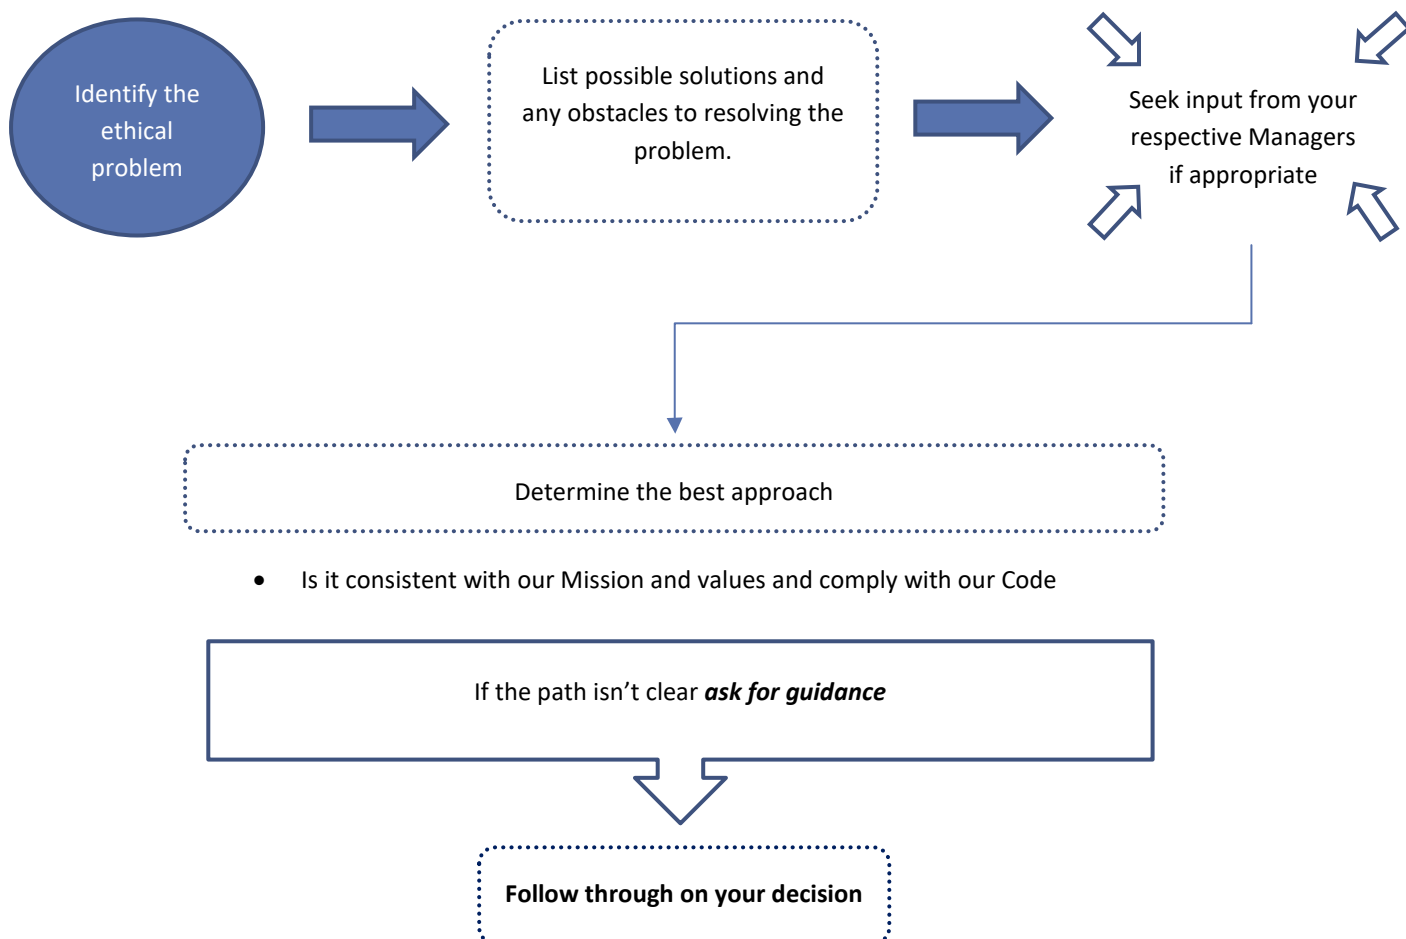 Identify the
ethical
problem
List possible solutions and
any obstacles to resolving the
problem.
Seek input from your
respective Managers
if appropriate
Determine the best approach
• Is it consistent with our Mission and values and comply with our Code
If the path isn’t clear ask for guidance
Follow through on your decision